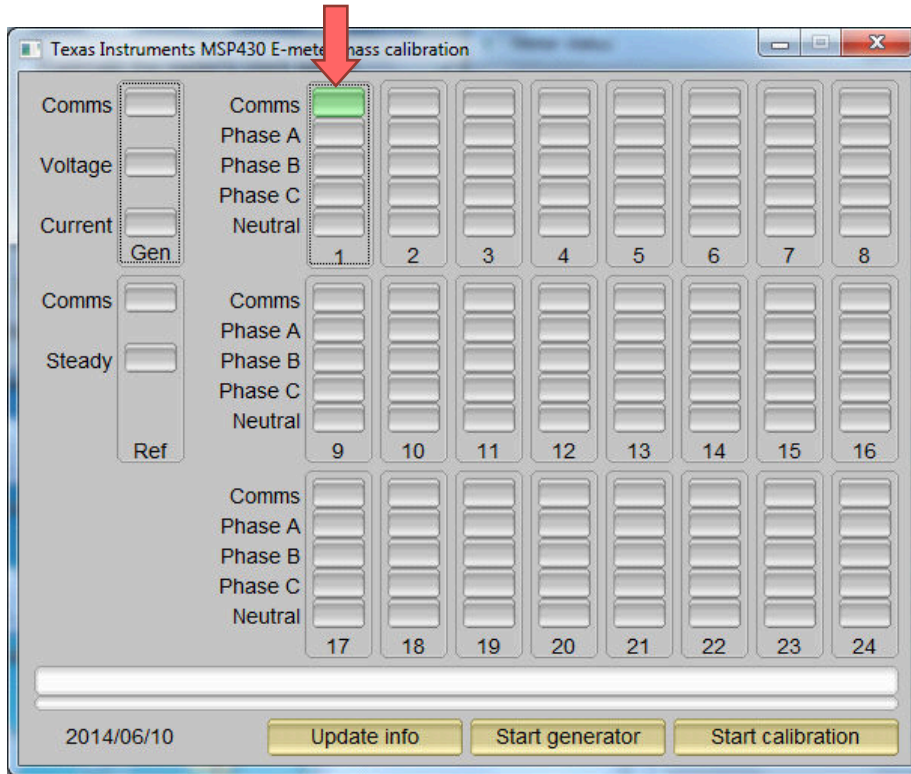 Texas Instruments MSP430 E-mete mass calibration
Comms
Voltage
Current
Gen
Comms
Steady
Ref
Comms
Phase A
Phase B
Phase C
Neutral
1 2 3 4 5 6 7 8
Comms
Phase A
Phase B
Phase C
Neutral
9 10 11 12 13 14 15 16
Comms
Phase A
Phase B
Phase C
Neutral
17 18 19 20 21 22 23 24
2014/06/10 Update info Start generator Start calibration